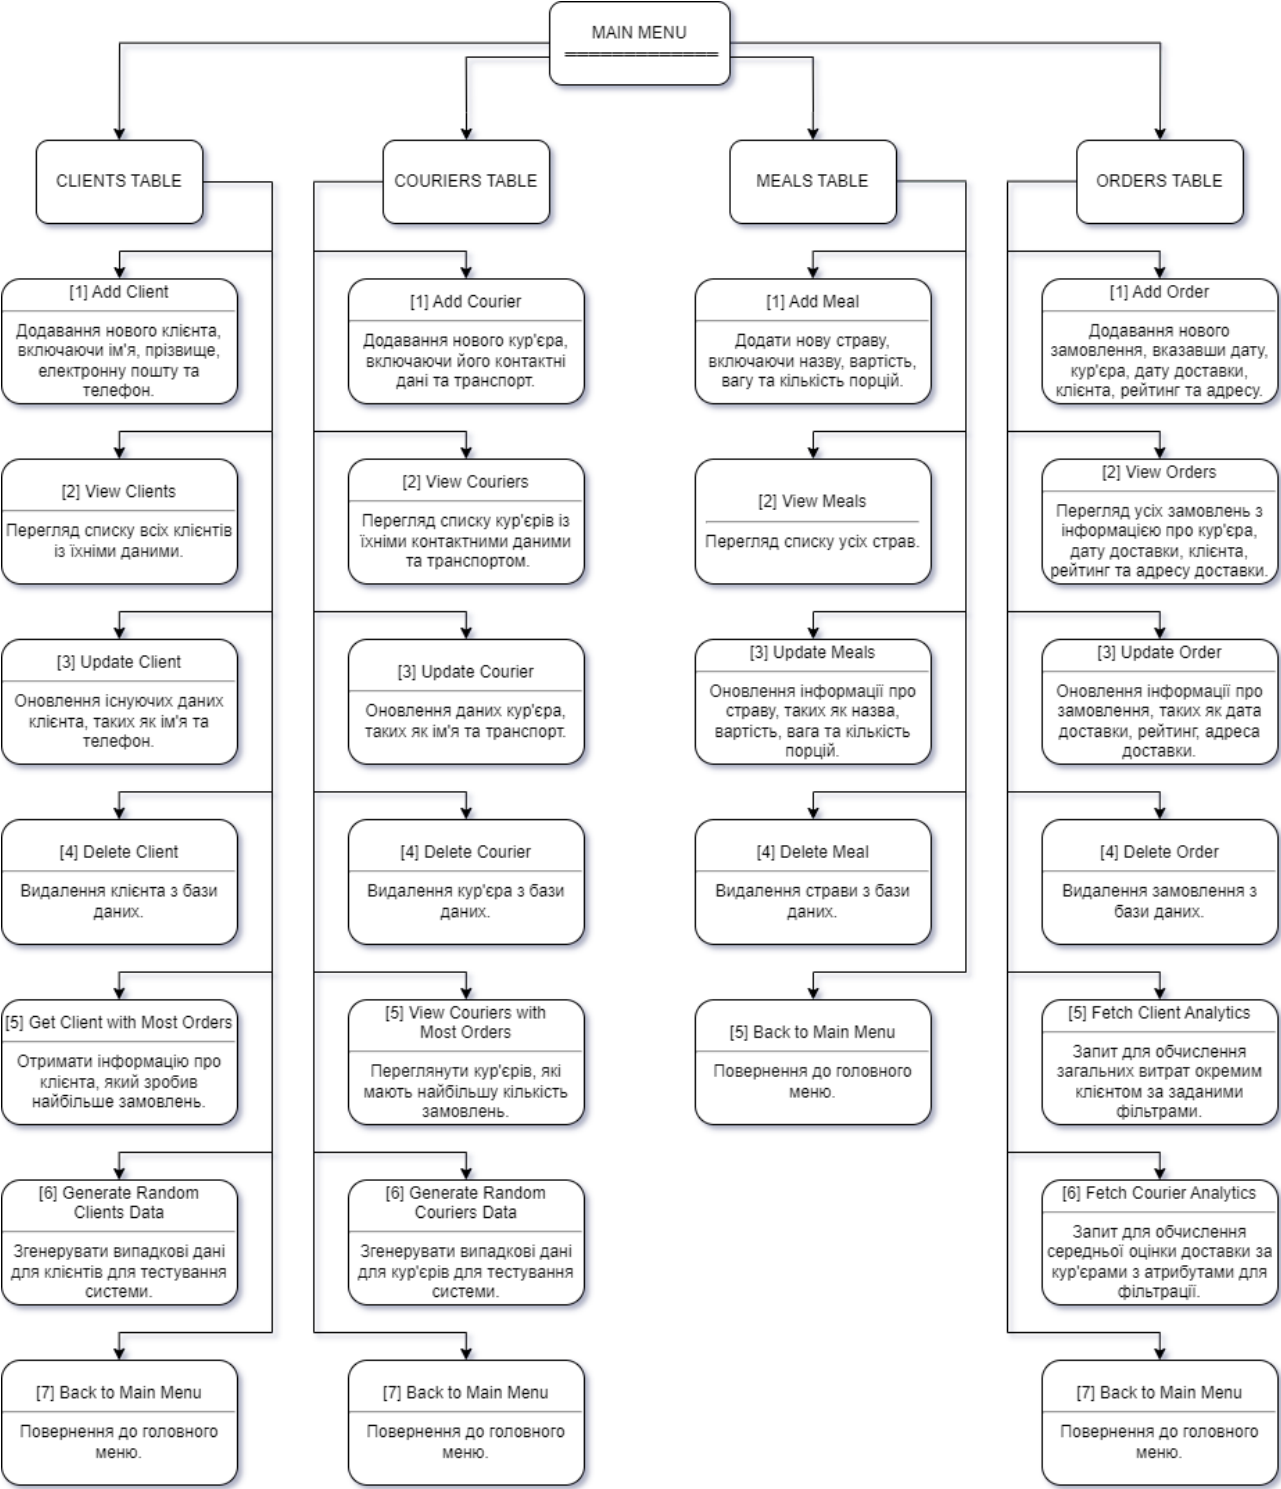 MAIN MENU
=============
CLIENTS TABLE
COURIERS TABLE
MEALS TABLE
ORDERS TABLE
[1] Add Client
Додавання нового клієнта,
включаючи ім'я, прізвище,
електронну пошту та
телефон.
[1] Add Courier
Додавання нового кур'єра,
включаючи його контактні
дані та транспорт.
[1] Add Meal
Додати нову страву,
включаючи назву, вартість,
вагу та кількість порцій.
[1] Add Order
Додавання нового
замовлення, вказавши дату,
кур'єра, дату доставки,
клієнта, рейтинг та адресу.
[2] View Clients
Перегляд списку всіх клієнтів
із їхніми даними.
[2] View Couriers
Перегляд списку кур'єрів із
їхніми контактними даними
та транспортом.
[2] View Meals
Перегляд списку усіх страв.
[2] View Orders
Перегляд усіх замовлень з
інформацією про кур'єра,
дату доставки, клієнта,
рейтинг та адресу доставки.
[3] Update Client
Оновлення існуючих даних
клієнта, таких як ім'я та
телефон.
[3] Update Courier
Оновлення даних кур'єра,
таких як ім'я та транспорт.
[3] Update Meals
Оновлення інформації про
страву, таких як назва,
вартість, вага та кількість
порцій.
[3] Update Order
Оновлення інформації про
замовлення, таких як дата
доставки, рейтинг, адреса
доставки.
[4] Delete Client
Видалення клієнта з бази
даних.
[4] Delete Courier
Видалення кур'єра з бази
даних.
[4] Delete Meal
Видалення страви з бази
даних.
[4] Delete Order
Видалення замовлення з
бази даних.
[5] Get Client with Most Orders
Отримати інформацію про
клієнта, який зробив
найбільше замовлень.
[5] View Couriers with
Most Orders
Переглянути кур'єрів, які
мають найбільшу кількість
замовлень.
[5] Back to Main Menu
Повернення до головного
меню.
[5] Fetch Client Analytics
Запит для обчислення
загальних витрат окремим
клієнтом за заданими
фільтрами.
[6] Generate Random
Clients Data
Згенерувати випадкові дані
для клієнтів для тестування
системи.
[6] Generate Random
Couriers Data
Згенерувати випадкові дані
для кур'єрів для тестування
системи.
[6] Fetch Courier Analytics
Запит для обчислення
середньої оцінки доставки за
кур'єрами з атрибутами для
фільтрації.
[7] Back to Main Menu
Повернення до головного
меню.
[7] Back to Main Menu
Повернення до головного
меню.
[7] Back to Main Menu
Повернення до головного
меню.